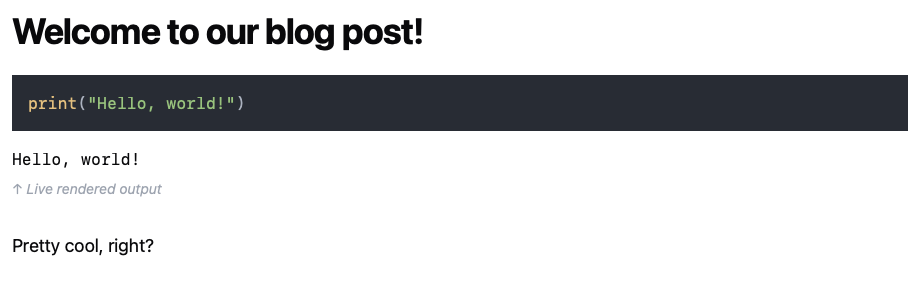 Welcome to our blog post!
print("Hello, world!")
Hello, world!
↑ Live rendered output
Pretty cool, right?